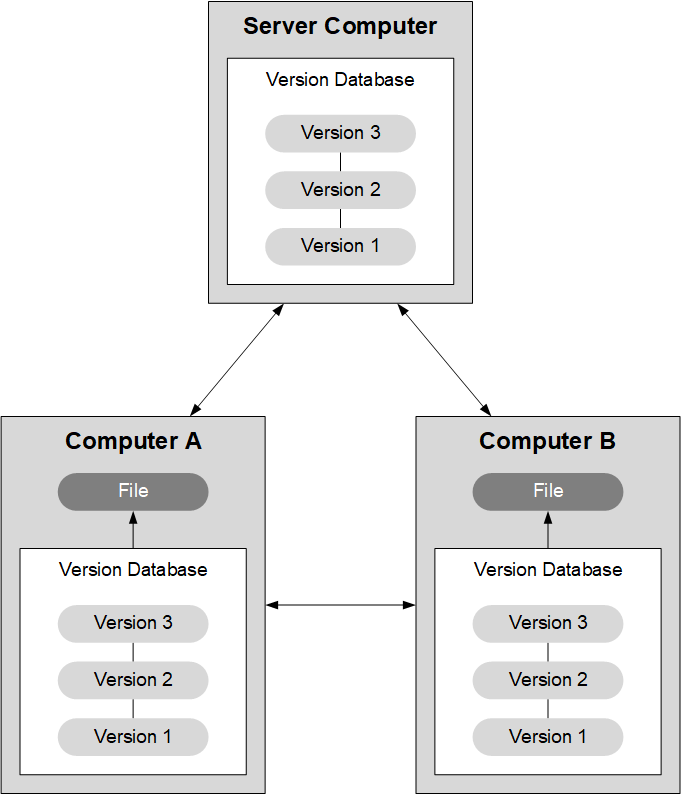 Server Computer
Version Database
Version 3
Version 2
Version 1
Computer A
File
Version Database
Version 3
Version 2
Version 1
Computer B
File
Version Database
Version 3
Version 2
Version 1